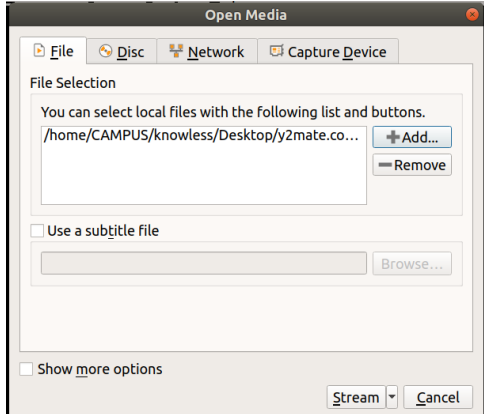 Open Media
File Disc Network Capture Device
File Selection
You can select local files with the following list and buttons.
/home/CAMPUS/knowless/Desktop/y2mate.co...
Add...
Remove
Use a subtitle file
Browse...
Show more options
Stream Cancel